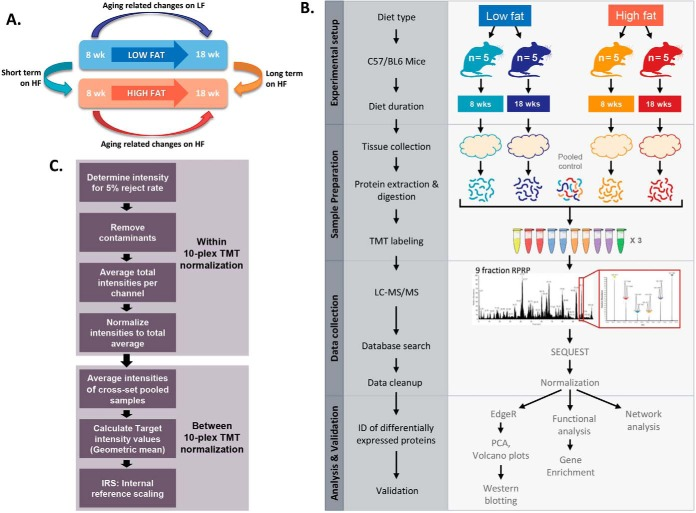 A.
Aging related changes on LF
8 wk LOW FAT 18 wk
Short term
on HF
Long term
on HF
8 wk HIGH FAT 18 wk
Aging related changes on HF
C.
Determine intensity
for 5% reject rate
Remove
contaminants
Average total
intensities per
channel
Normalize
intensities to total
average
Within
10-plex TMT
normalization
Average intensities
of cross-set pooled
samples
Calculate Target
intensity values
(Geometric mean)
IRS: Internal
reference scaling
Between
10-plex TMT
normalization
B.
Experimental setup
Diet type
Low fat
High fat
C57/BL6 Mice
n= 5
n= 5
n= 5
n= 5
Diet duration
8 wks
18 wks
8 wks
18 wks
Sample Preparation
Tissue collection
Pooled
control
Protein extraction &
digestion
TMT labeling
X 3
Data collection
9 fraction RPRP
LC-MS/MS
Database search
SEQUEST
Data cleanup
Normalization
Analysis & Validation
ID of differentially
expressed proteins
Validation
EdgeR
PCA,
Volcano plots
Western
blotting
Functional
analysis
Gene
Enrichment
Network
analysis